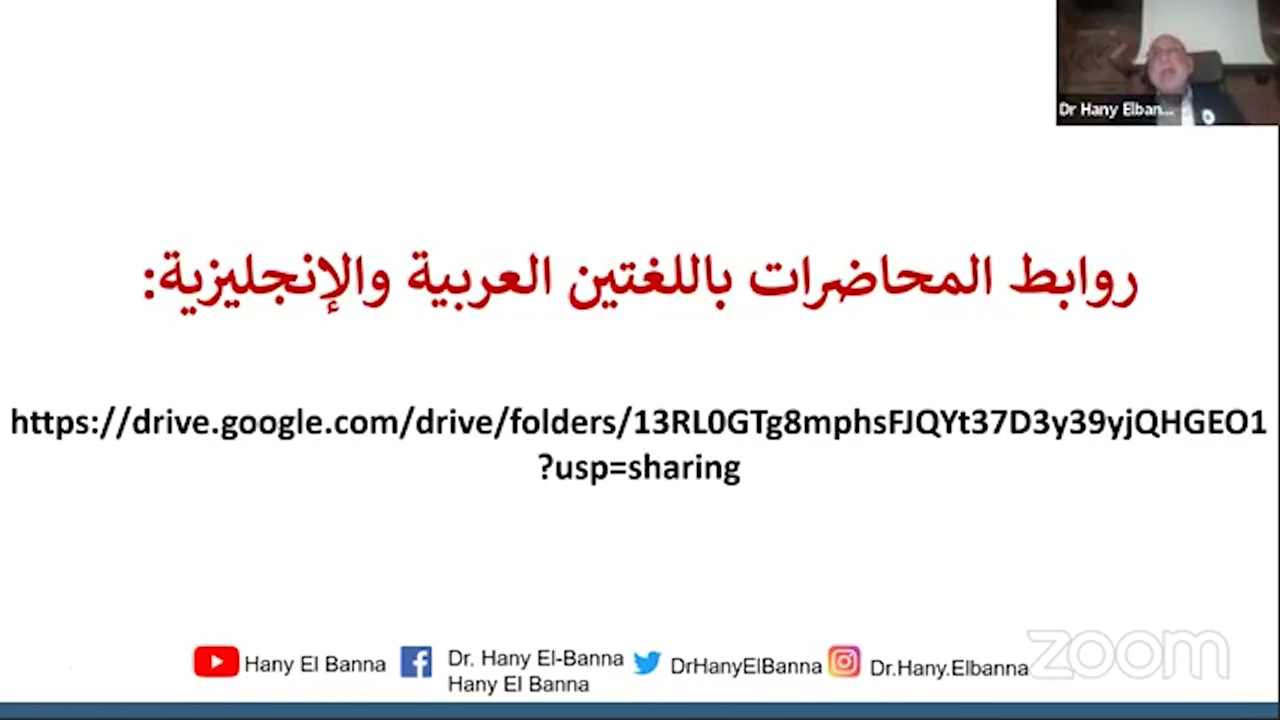 Dr Hany Elban...
روابط المحاضرات باللغتين العربية والإنجليزية:
https://drive.google.com/drive/folders/13RL0GTg8mphsFJQYt37D3y39yjQHGEO1
?usp=sharing
Hany El Banna
Dr. Hany El-Banna
Hany El Banna
DrHanyElBanna
Dr.Hany.Elbanna
zoom